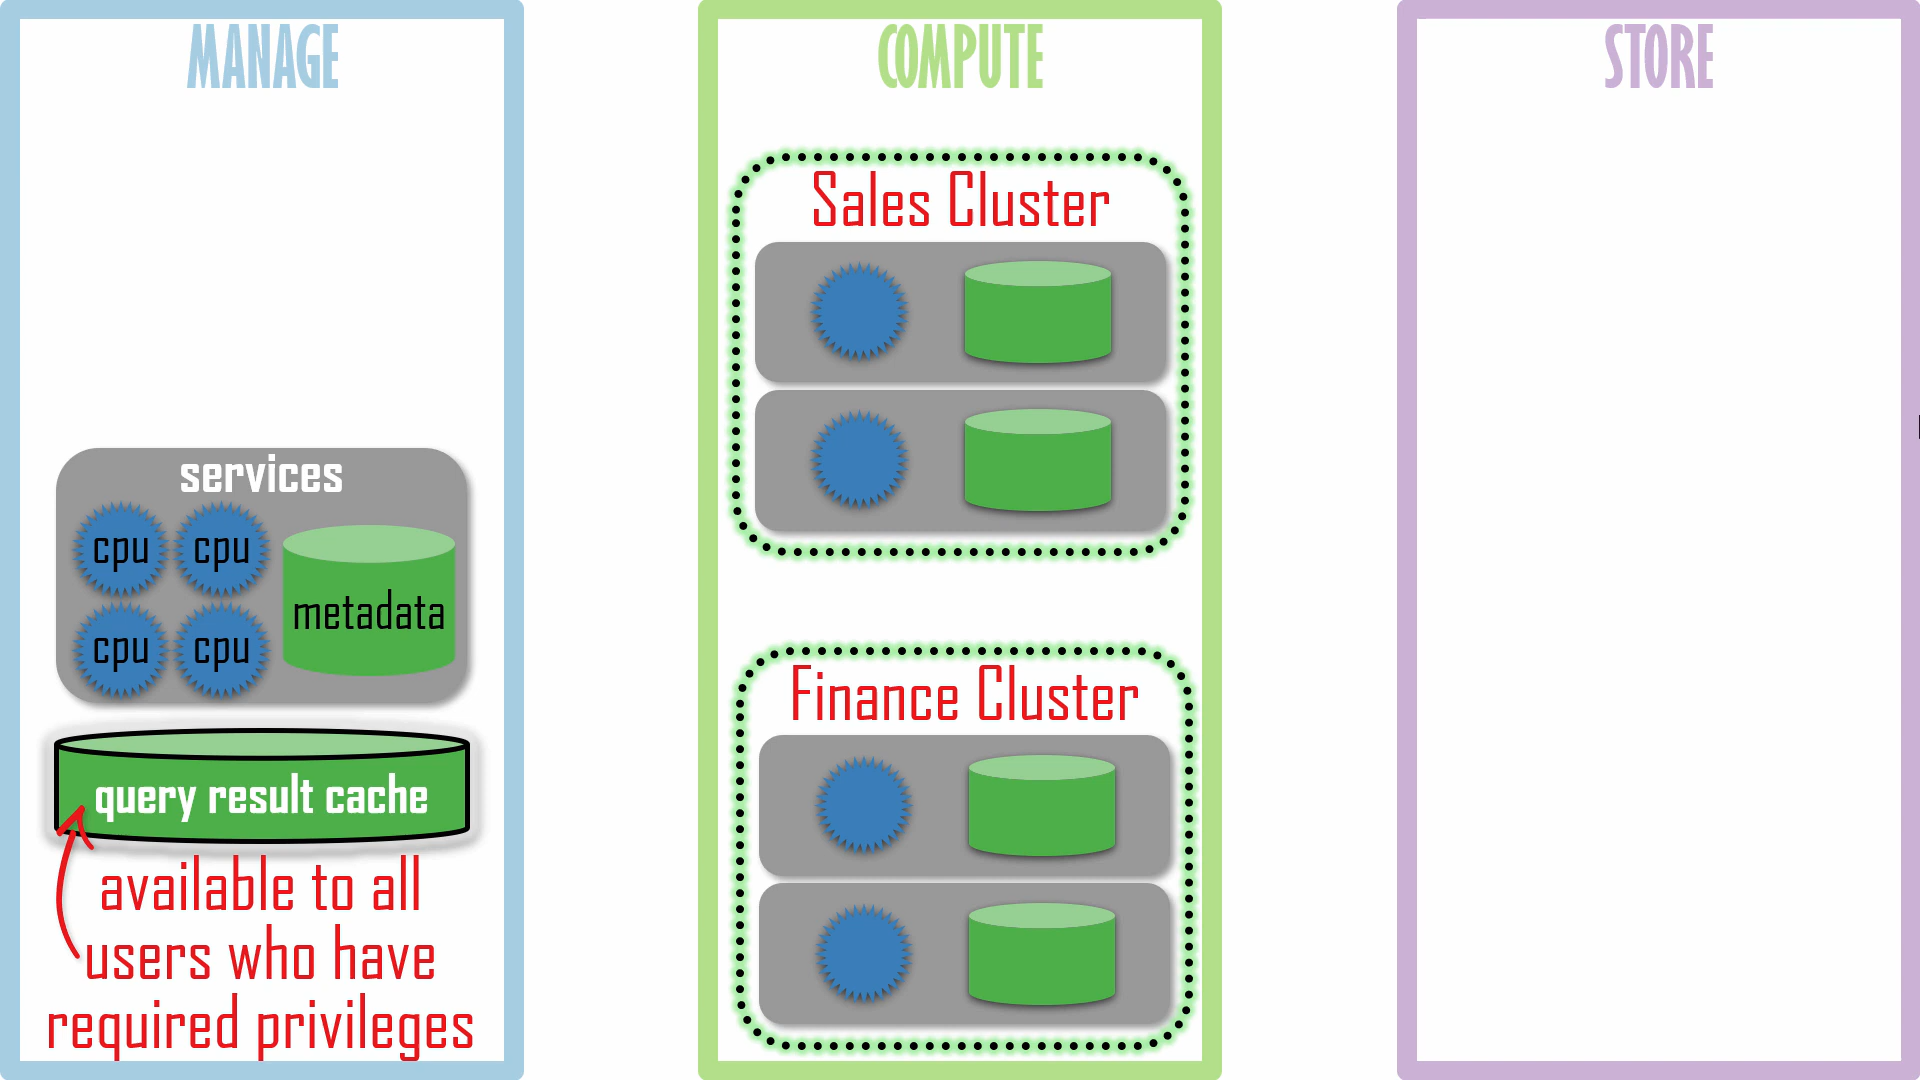 MANAGE
services
cpu cpu
metadata
cpu cpu
query result cache
available to all
users who have
required privileges
COMPUTE
Sales Cluster
Finance Cluster
STORE